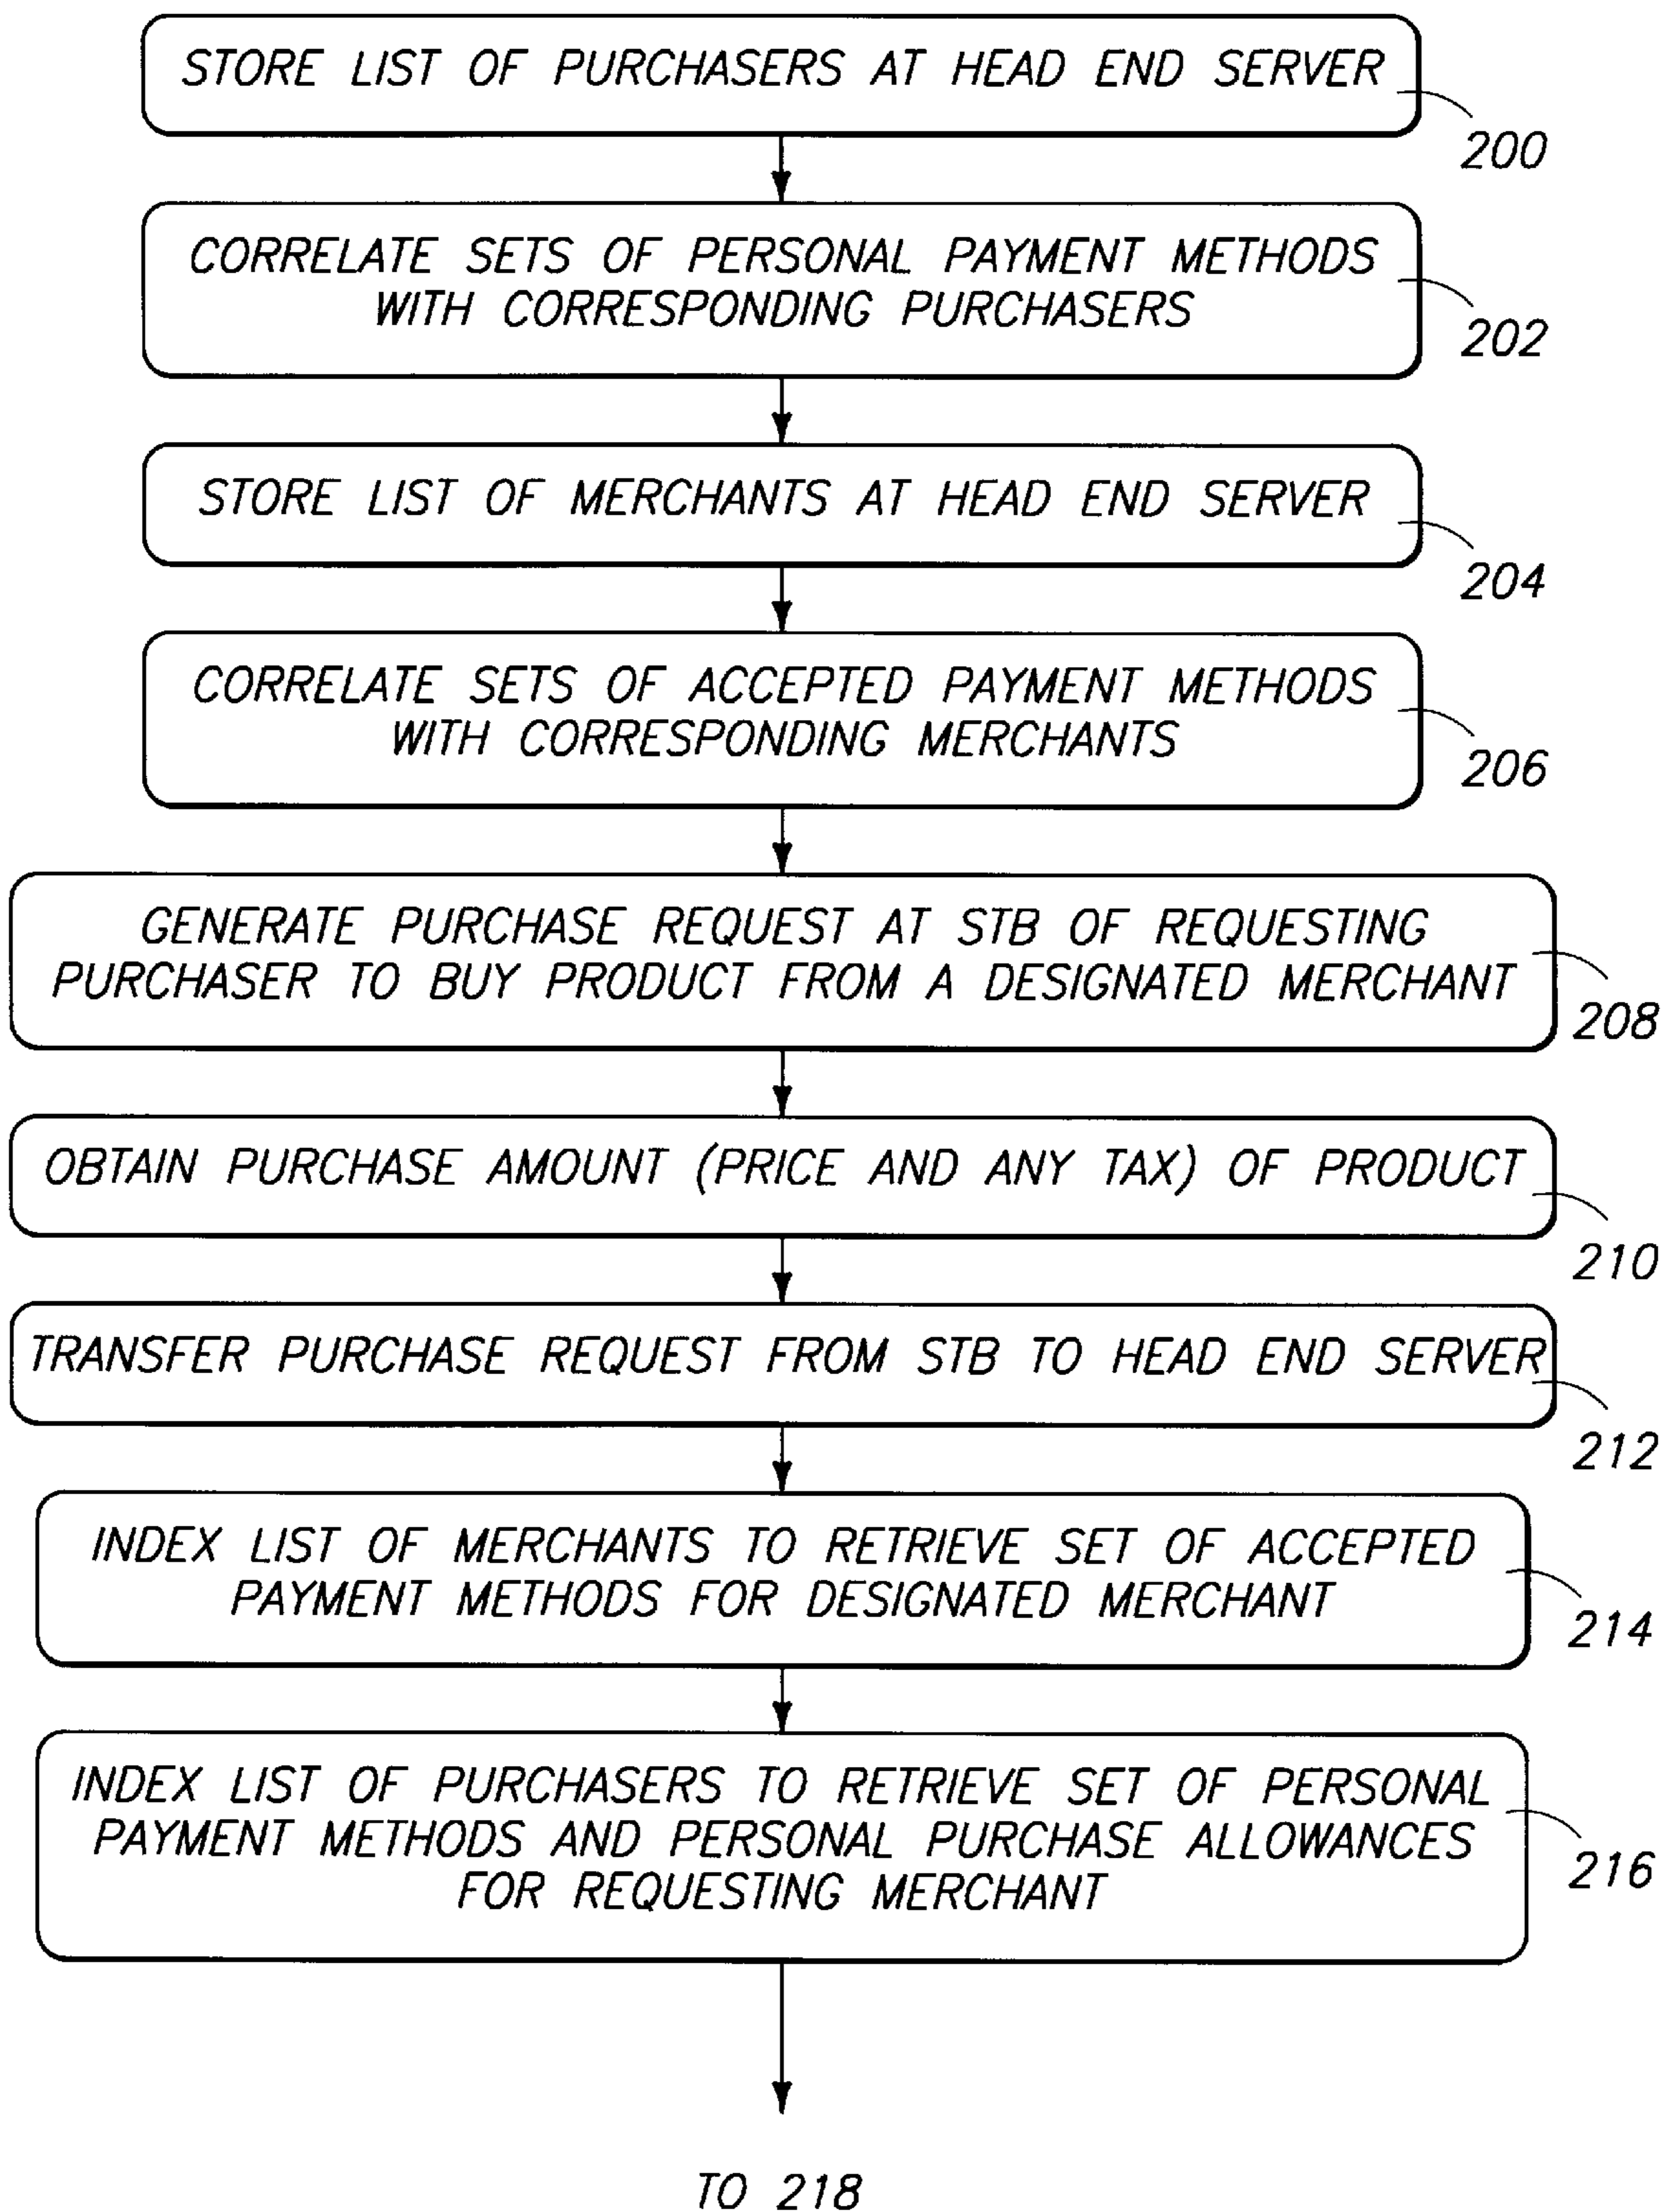 STORE LIST OF PURCHASERS AT HEAD END SERVER
200
CORRELATE SETS OF PERSONAL PAYMENT METHODS
WITH CORRESPONDING PURCHASERS
202
STORE LIST OF MERCHANTS AT HEAD END SERVER
204
CORRELATE SETS OF ACCEPTED PAYMENT METHODS
WITH CORRESPONDING MERCHANTS
206
GENERATE PURCHASE REQUEST AT STB OF REQUESTING
PURCHASER TO BUY PRODUCT FROM A DESIGNATED MERCHANT
208
OBTAIN PURCHASE AMOUNT (PRICE AND ANY TAX) OF PRODUCT
210
TRANSFER PURCHASE REQUEST FROM STB TO HEAD END SERVER
212
INDEX LIST OF MERCHANTS TO RETRIEVE SET OF ACCEPTED
PAYMENT METHODS FOR DESIGNATED MERCHANT
214
INDEX LIST OF PURCHASERS TO RETRIEVE SET OF PERSONAL
PAYMENT METHODS AND PERSONAL PURCHASE ALLOWANCES
FOR REQUESTING MERCHANT
216
TO 218